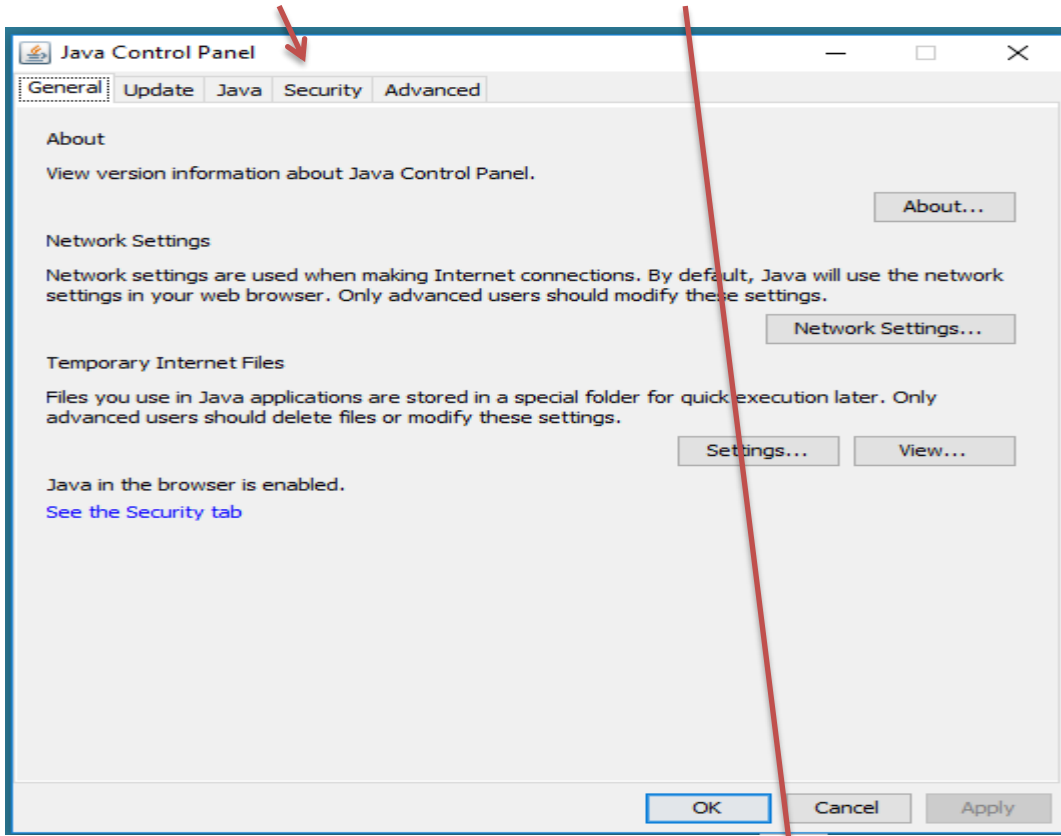 Java Control Panel
General Update Java Security Advanced
About
View version information about Java Control Panel.
About...
Network Settings
Network settings are used when making Internet connections. By default, Java will use the network
settings in your web browser. Only advanced users should modify these settings.
Network Settings...
Temporary Internet Files
Files you use in Java applications are stored in a special folder for quick execution later. Only
advanced users should delete files or modify these settings.
Settings... View...
Java in the browser is enabled.
See the Security tab
OK Cancel Apply